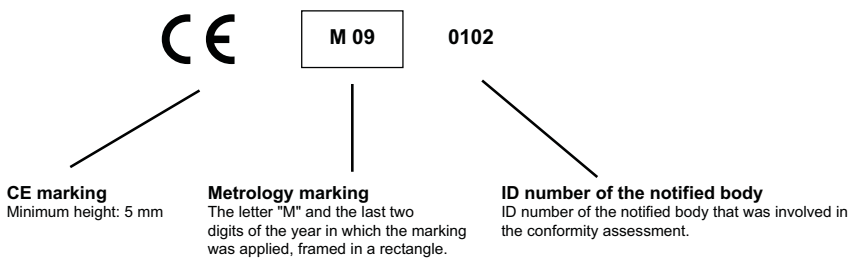 CE M 09 0102
CE marking
Minimum height: 5 mm
Metrology marking
The letter "M" and the last two
digits of the year in which the marking
was applied, framed in a rectangle.
ID number of the notified body
ID number of the notified body that was involved in
the conformity assessment.